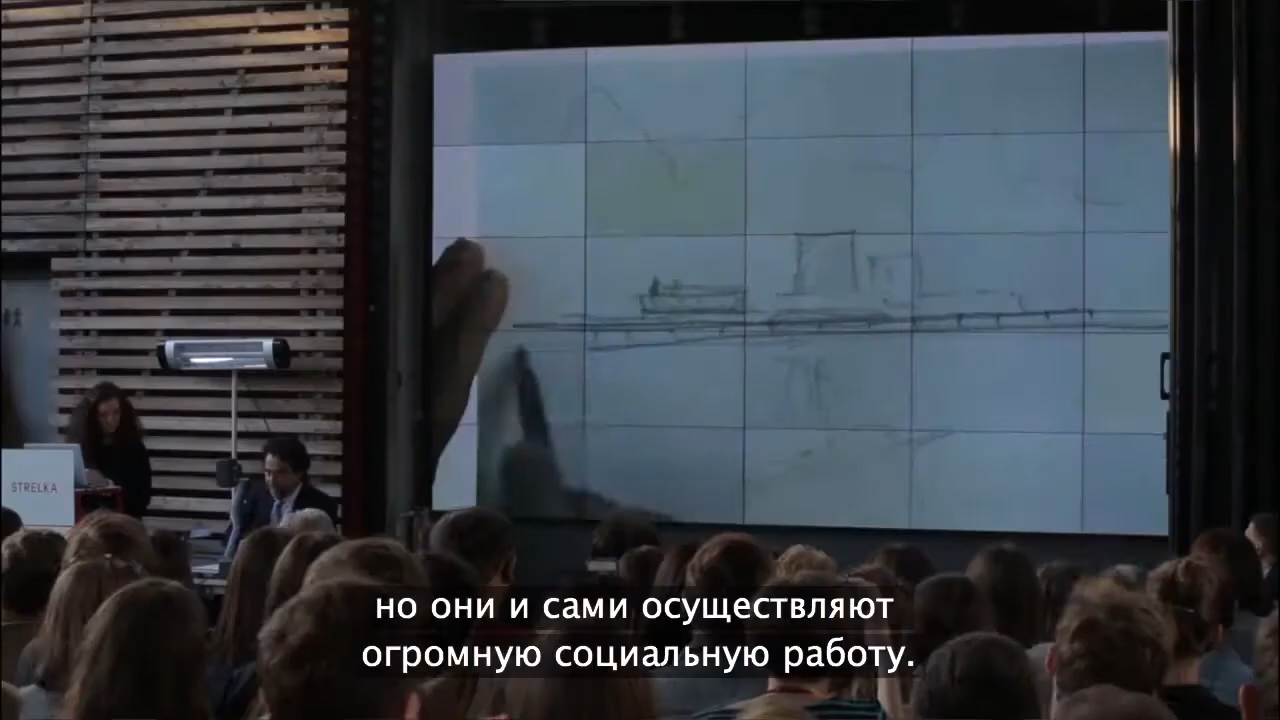 STRELKA
но они и сами осуществляют
огромную социальную работу.